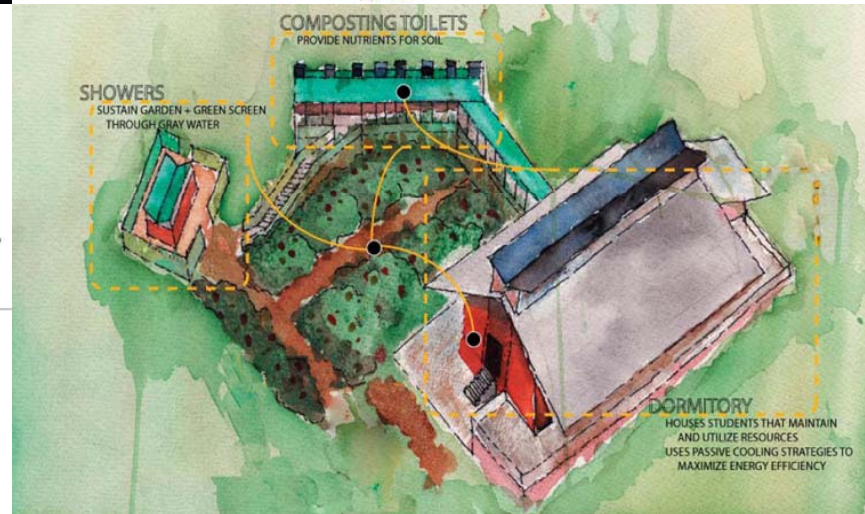 COMPOSTING TOILETS
PROVIDE NUTRIENTS FOR SOIL
SHOWERS
SUSTAIN GARDEN + GREEN SCREEN
THROUGH GRAY WATER
DORMITORY
HOUSES STUDENTS THAT MAINTAIN
AND UTILIZE RESOURCES
USES PASSIVE COOLING STRATEGIES TO
MAXIMIZE ENERGY EFFICIENCY